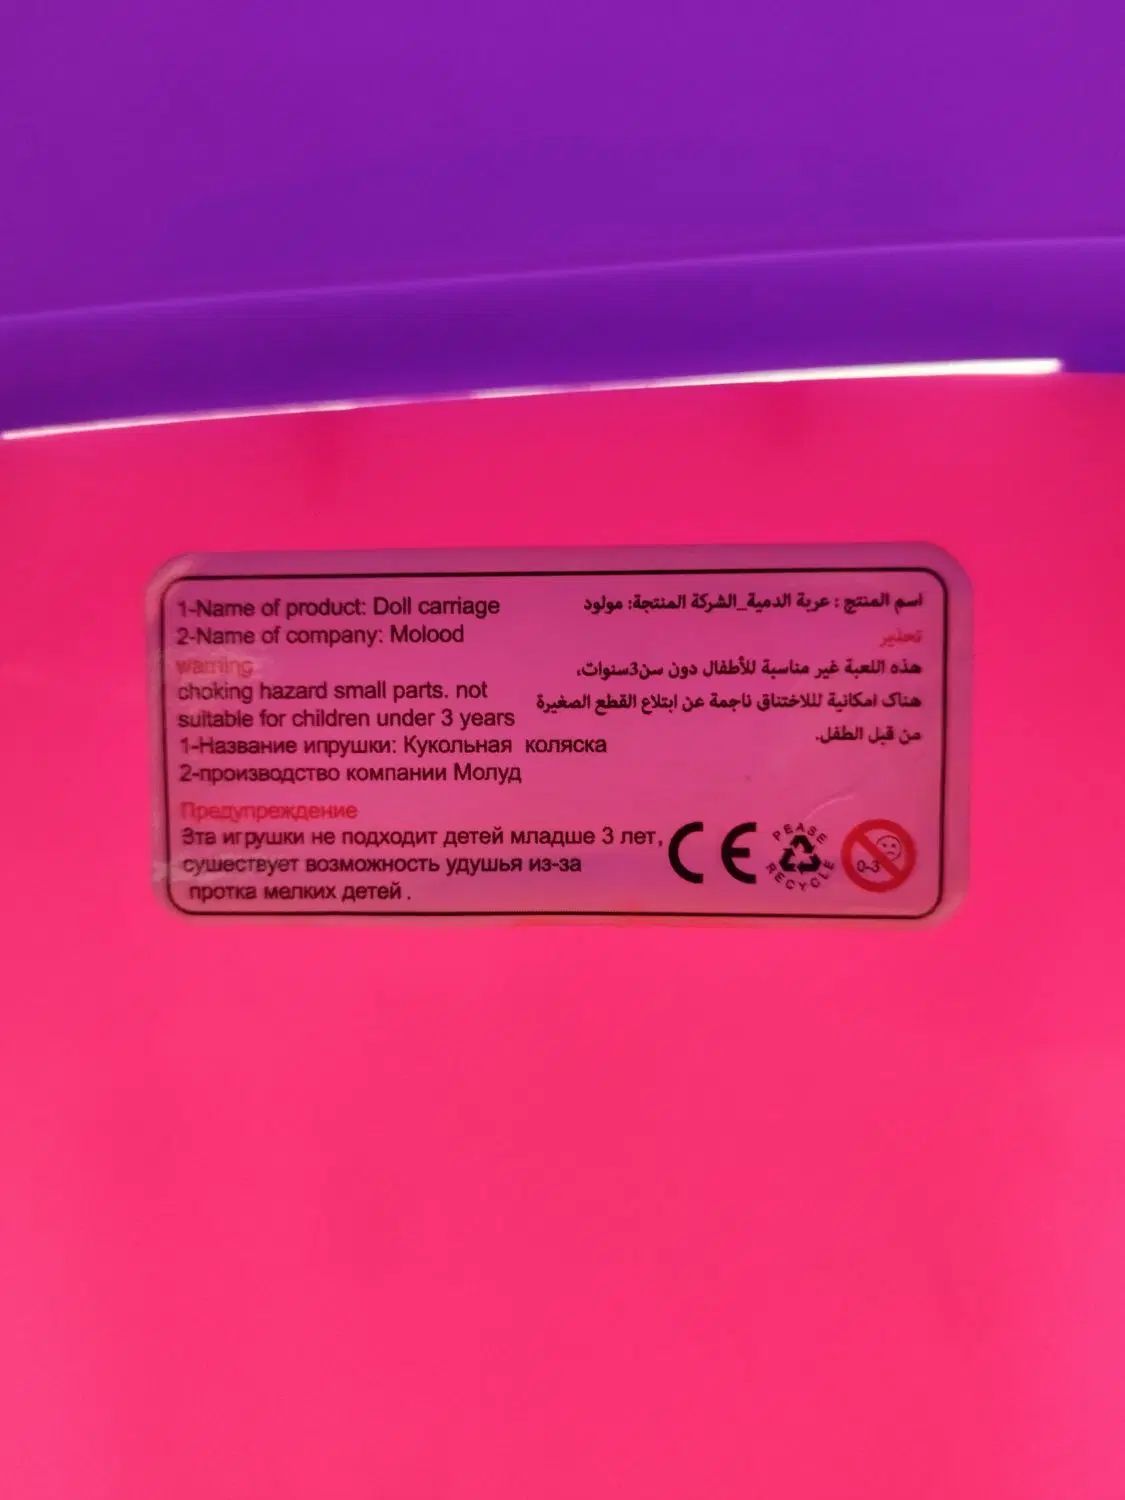 1-Name of product: Doll carriage
2-Name of company: Molood
warning
choking hazard small parts. not
suitable for children under 3 years
1-Название ипрушки: Кукольная коляска
2-производство компании Молуд
Предупреждение
Зта игрушки не подходит детей младше 3 лет,
сушествует возможность удушья из-за
протка мелких детей .
اسم المنتج : عربة الدمية_الشركة المنتجة: مولود
تحذير
هذه اللعبة غير مناسبة للأطفال دون سن3سنوات،
هناك امكانية لللاختناق ناجمة عن ابتلاع القطع الصغيرة
من قبل الطفل.
CE
PEASE
RECYCLE
0-3